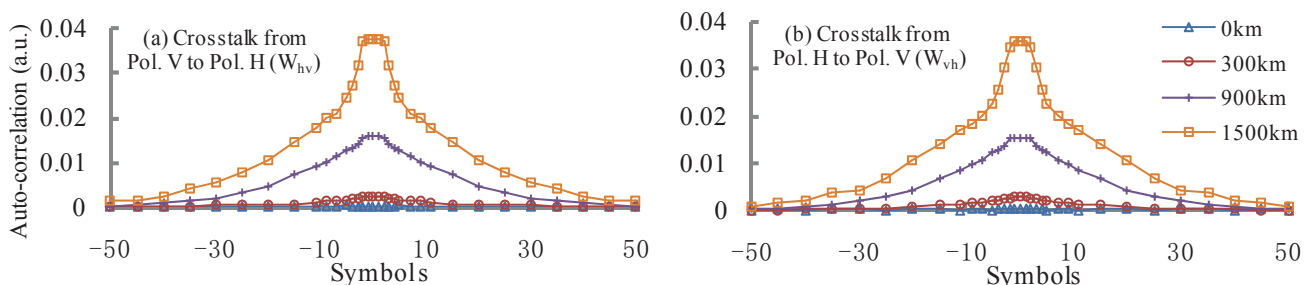 Auto-correlation (a.u.)
0.04
0.03
0.02
0.01
0
(a) Crosstalk from
Pol. V to Pol. H (Whv)
−50
−30
−10
10
30
50
Symbols
0.04
0.03
0.02
0.01
0
(b) Crosstalk from
Pol. H to Pol. V (Wvh)
−50
−30
−10
10
30
50
Symbols
0km
300km
900km
1500km